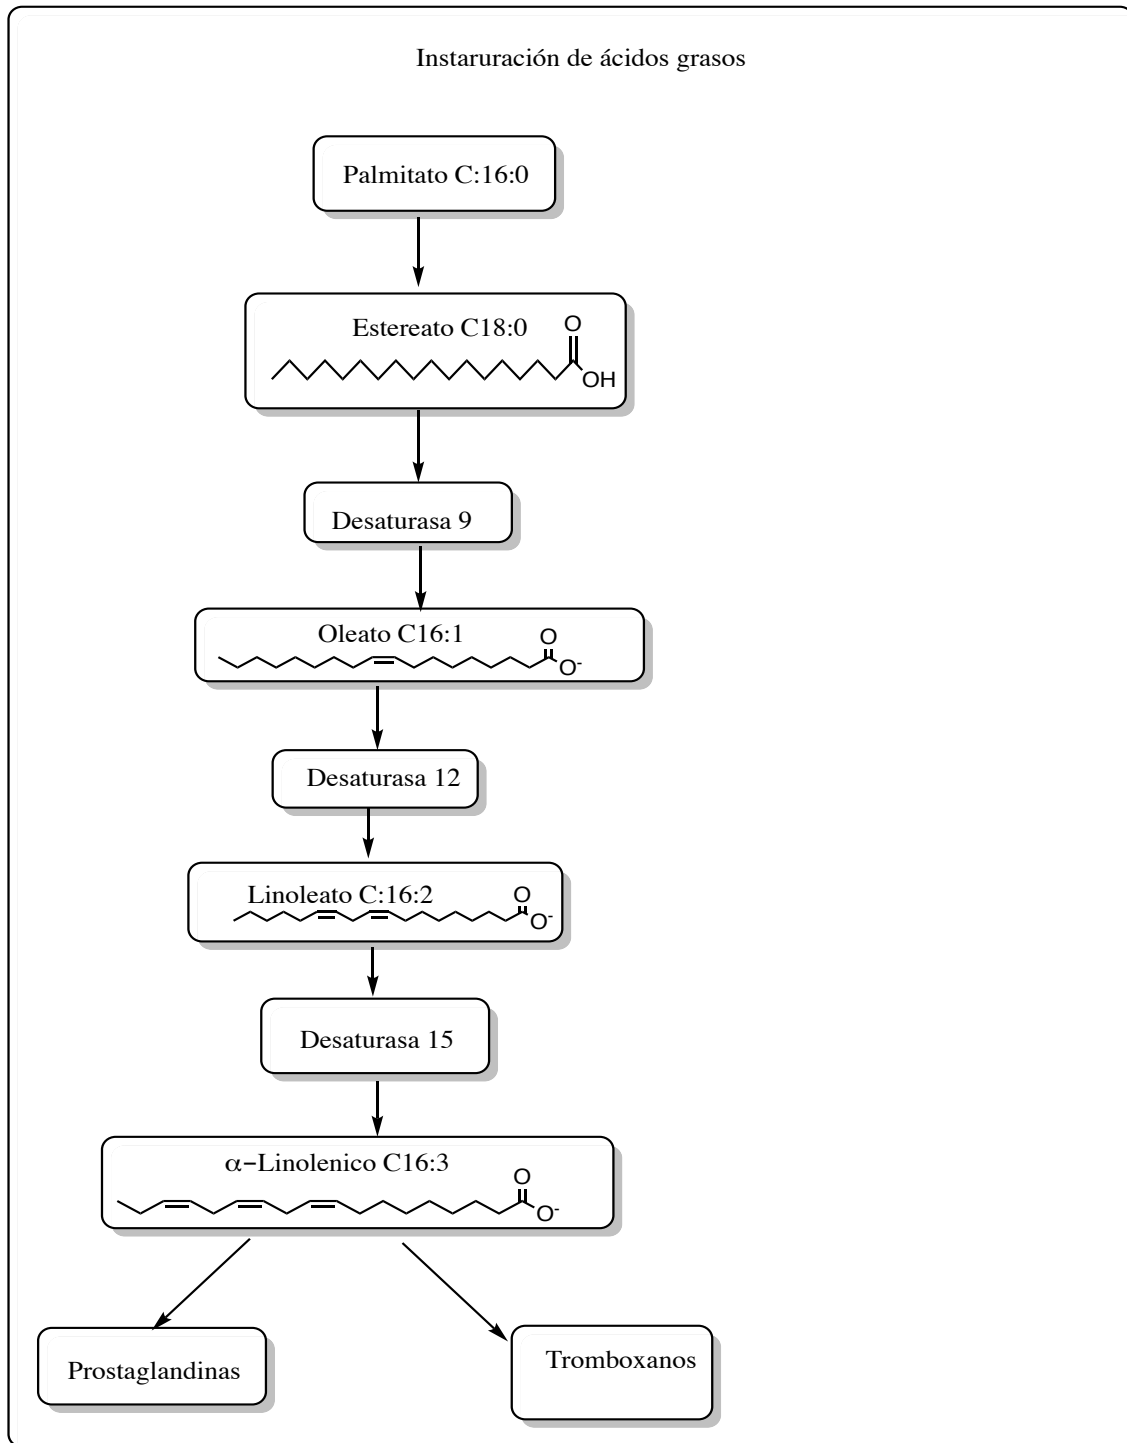 Instaruración de ácidos grasos
Palmitato C:16:0
Estereato C18:0
O
OH
Desaturasa 9
Oleato C16:1
O
O-
Desaturasa 12
Linoleato C:16:2
O
O-
Desaturasa 15
α−Linolenico C16:3
O
O-
Prostaglandinas
Tromboxanos